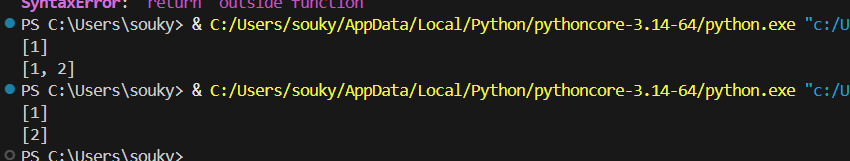 SyntaxError: 'return' outside function
PS C:\Users\souky> & C:/Users/souky/AppData/Local/Python/pythoncore-3.14-64/python.exe "c:/U
[1]
[1, 2]
PS C:\Users\souky> & C:/Users/souky/AppData/Local/Python/pythoncore-3.14-64/python.exe "c:/U
[1]
[2]
PS C:\Users\souky>